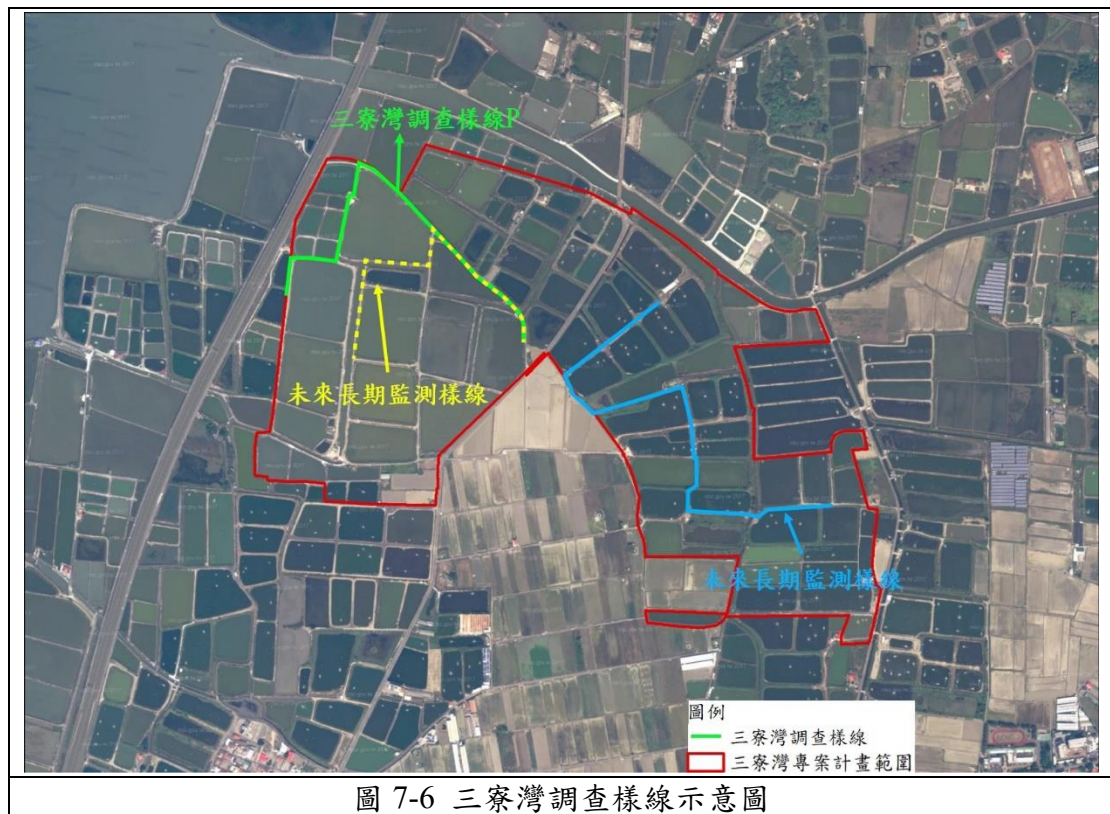 三寮灣調查樣線P
未來長期監測樣線
未來長期監測樣線
圖例
三寮灣調查樣線
三寮灣專案計畫範圍
圖 7-6 三寮灣調查樣線示意圖